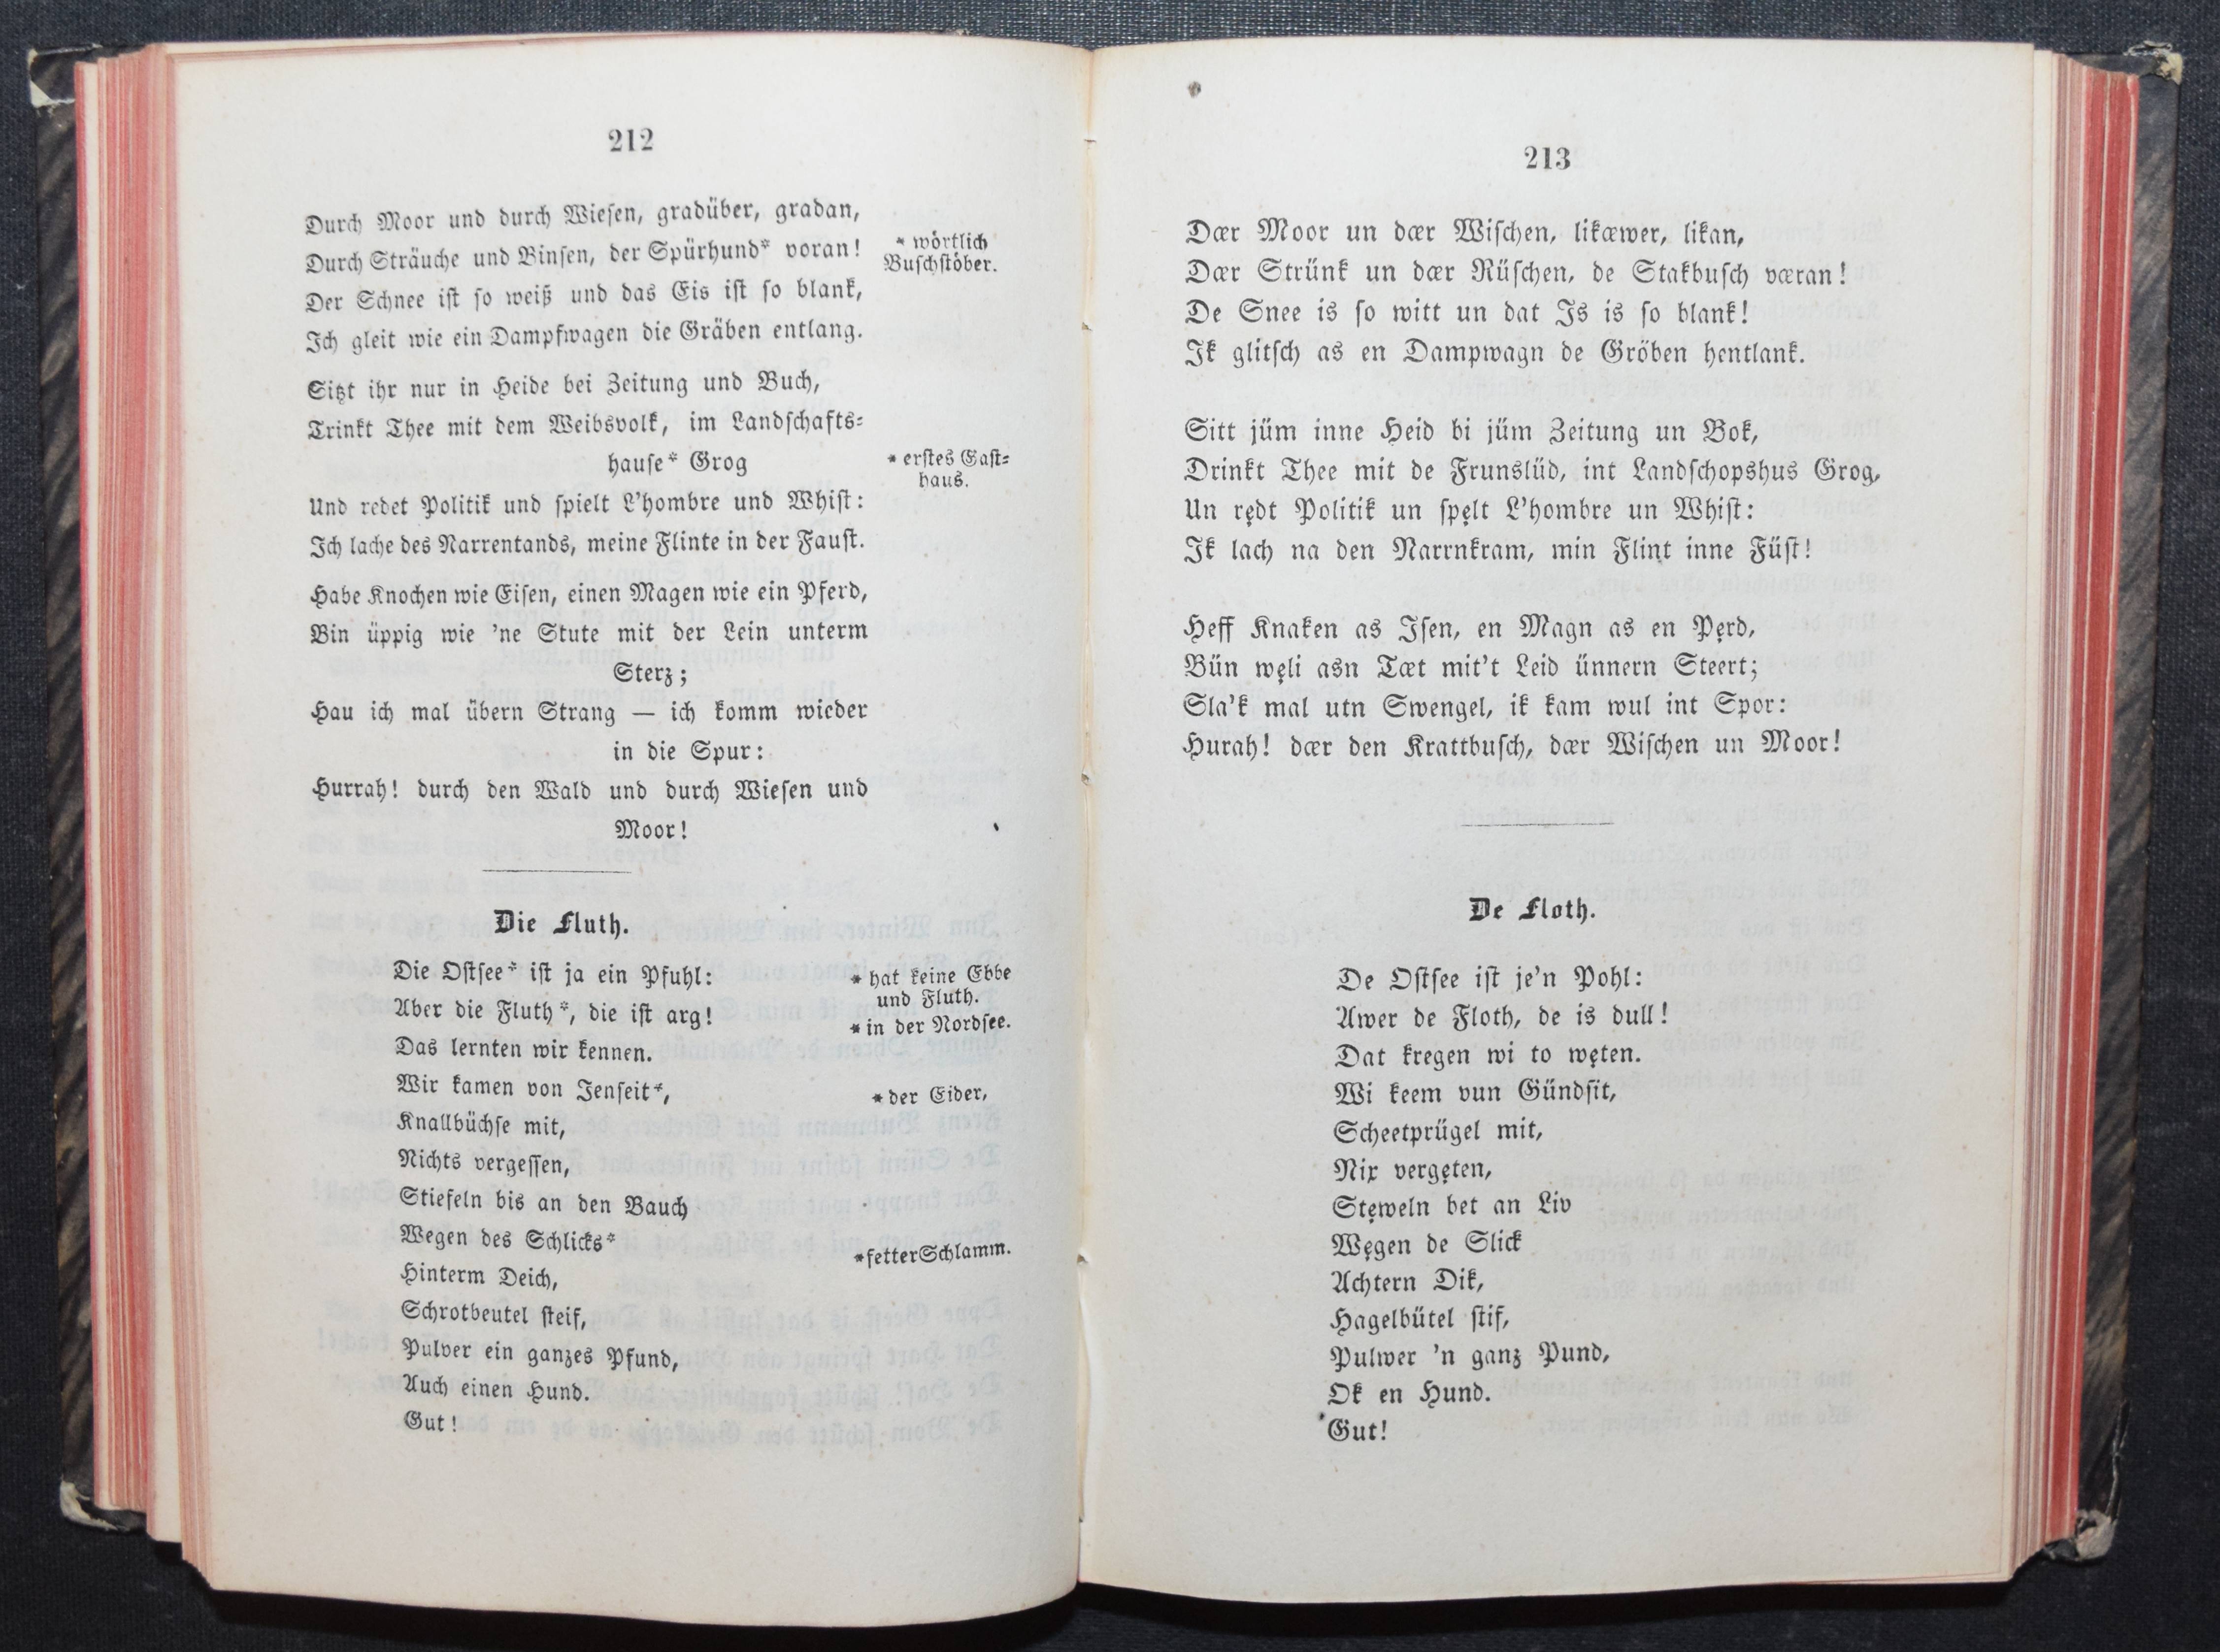 212
Durch Moor und durch Wiesen, gradüber, gradan,
Durch Sträuche und Binsen, der Spürhund* voran!
* wörtlich
Buschstöber.
Der Schnee ist so weiß und das Eis ist so blank,
Ich gleit wie ein Dampfwagen die Gräben entlang.
Sitzt ihr nur in Heide bei Zeitung und Buch,
Trinkt Thee mit dem Weibsvolk, im Landschafts-
hause* Grog
* erstes Gast-
haus.
Und redet Politik und spielt L'hombre und Whist:
Ich lache des Narrentands, meine Flinte in der Faust.
Habe Knochen wie Eisen, einen Magen wie ein Pferd,
Bin üppig wie 'ne Stute mit der Lein unterm
Sterz;
Hau ich mal übern Strang — ich komm wieder
in die Spur:
Hurrah! durch den Wald und durch Wiesen und
Moor!
Die Fluth.
Die Ostsee* ist ja ein Pfuhl:
* hat keine Ebbe
und Fluth.
Aber die Fluth*, die ist arg!
* in der Nordsee.
Das lernten wir kennen.
Wir kamen von Jenseit*,
* der Eider,
Knallbüchse mit,
Nichts vergessen,
Stiefeln bis an den Bauch
Wegen des Schlicks*
* fetter Schlamm.
Hinterm Deich,
Schrotbeutel steif,
Pulver ein ganzes Pfund,
Auch einen Hund.
Gut!
213
Dær Moor un dær Wischen, likæwer, likan,
Dær Strünk un dær Rüschen, de Stakbusch væran!
De Snee is so witt un dat Is is so blank!
Ik glitsch as en Dampwagn de Gröben hentlank.
Sitt jüm inne Heid bi jüm Zeitung un Bok,
Drinkt Thee mit de Frunslüd, int Landschopshus Grog,
Un rędt Politik un spęlt L'hombre un Whist:
Ik lach na den Narrnkram, min Flint inne Füst!
Heff Knaken as Isen, en Magn as en Pęrd,
Bün węli asn Tæt mit't Leid ünnern Steert;
Sla'k mal utn Swengel, ik kam wul int Spor:
Hurah! dær den Krattbusch, dær Wischen un Moor!
De Floth.
De Ostsee ist je'n Pohl:
Awer de Floth, de is dull!
Dat kregen wi to węten.
Wi keem vun Gündsit,
Scheetprügel mit,
Nix vergęten,
Stęweln bet an Liv
Węgen de Slick
Achtern Dik,
Hagelbütel stif,
Pulwer 'n ganz Pund,
Ok en Hund.
Gut!